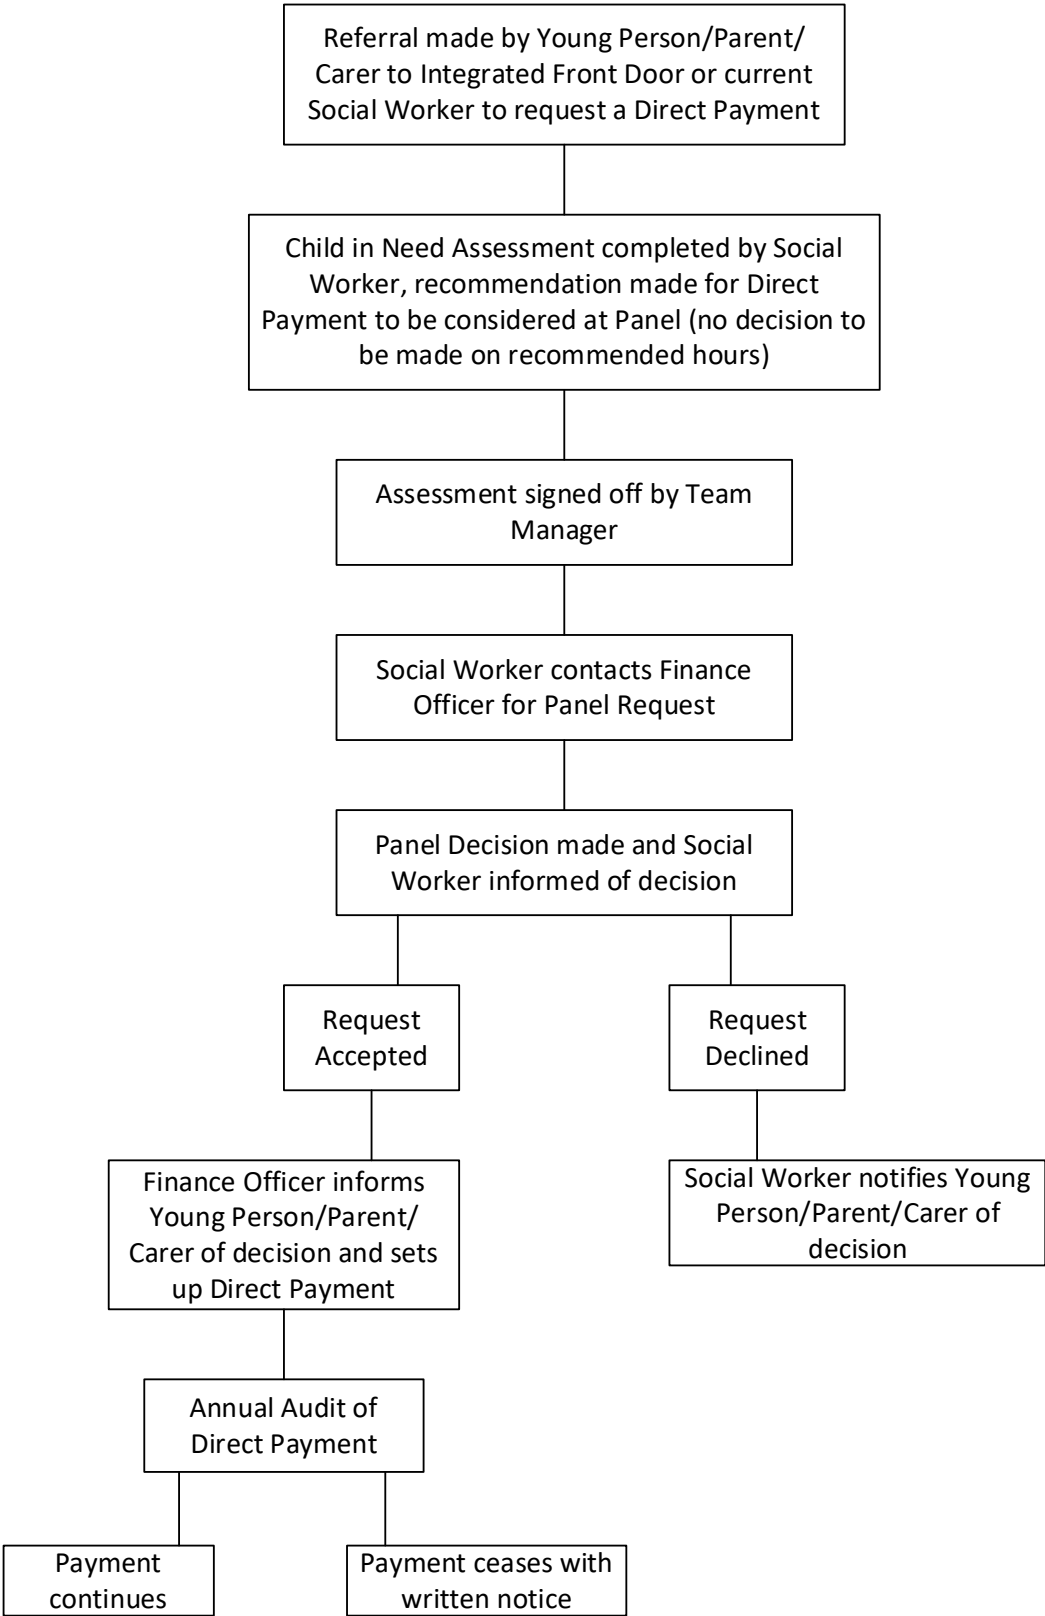 Referral made by Young Person/Parent/
Carer to Integrated Front Door or current
Social Worker to request a Direct Payment
Child in Need Assessment completed by Social
Worker, recommendation made for Direct
Payment to be considered at Panel (no decision to
be made on recommended hours)
Assessment signed off by Team
Manager
Social Worker contacts Finance
Officer for Panel Request
Panel Decision made and Social
Worker informed of decision
Request
Accepted
Request
Declined
Finance Officer informs
Young Person/Parent/
Carer of decision and sets
up Direct Payment
Social Worker notifies Young
Person/Parent/Carer of
decision
Annual Audit of
Direct Payment
Payment
continues
Payment ceases with
written notice